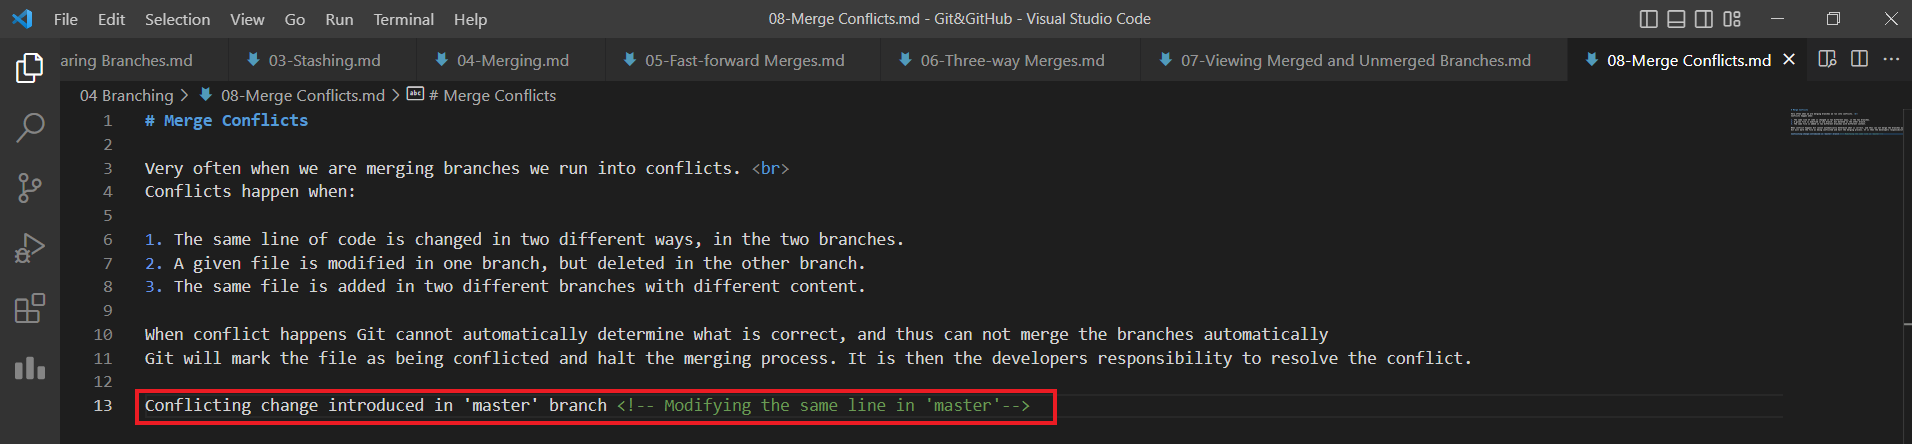 File Edit Selection View Go Run Terminal Help 08-Merge Conflicts.md - Git&GitHub - Visual Studio Code
aring Branches.md 03-Stashing.md 04-Merging.md 05-Fast-forward Merges.md 06-Three-way Merges.md 07-Viewing Merged and Unmerged Branches.md 08-Merge Conflicts.md
04 Branching > 08-Merge Conflicts.md > abc # Merge Conflicts
1 # Merge Conflicts
2
3 Very often when we are merging branches we run into conflicts. <br>
4 Conflicts happen when:
5
6 1. The same line of code is changed in two different ways, in the two branches.
7 2. A given file is modified in one branch, but deleted in the other branch.
8 3. The same file is added in two different branches with different content.
9
10 When conflict happens Git cannot automatically determine what is correct, and thus can not merge the branches automatically
11 Git will mark the file as being conflicted and halt the merging process. It is then the developers responsibility to resolve the conflict.
12
13 Conflicting change introduced in 'master' branch <!-- Modifying the same line in 'master'-->